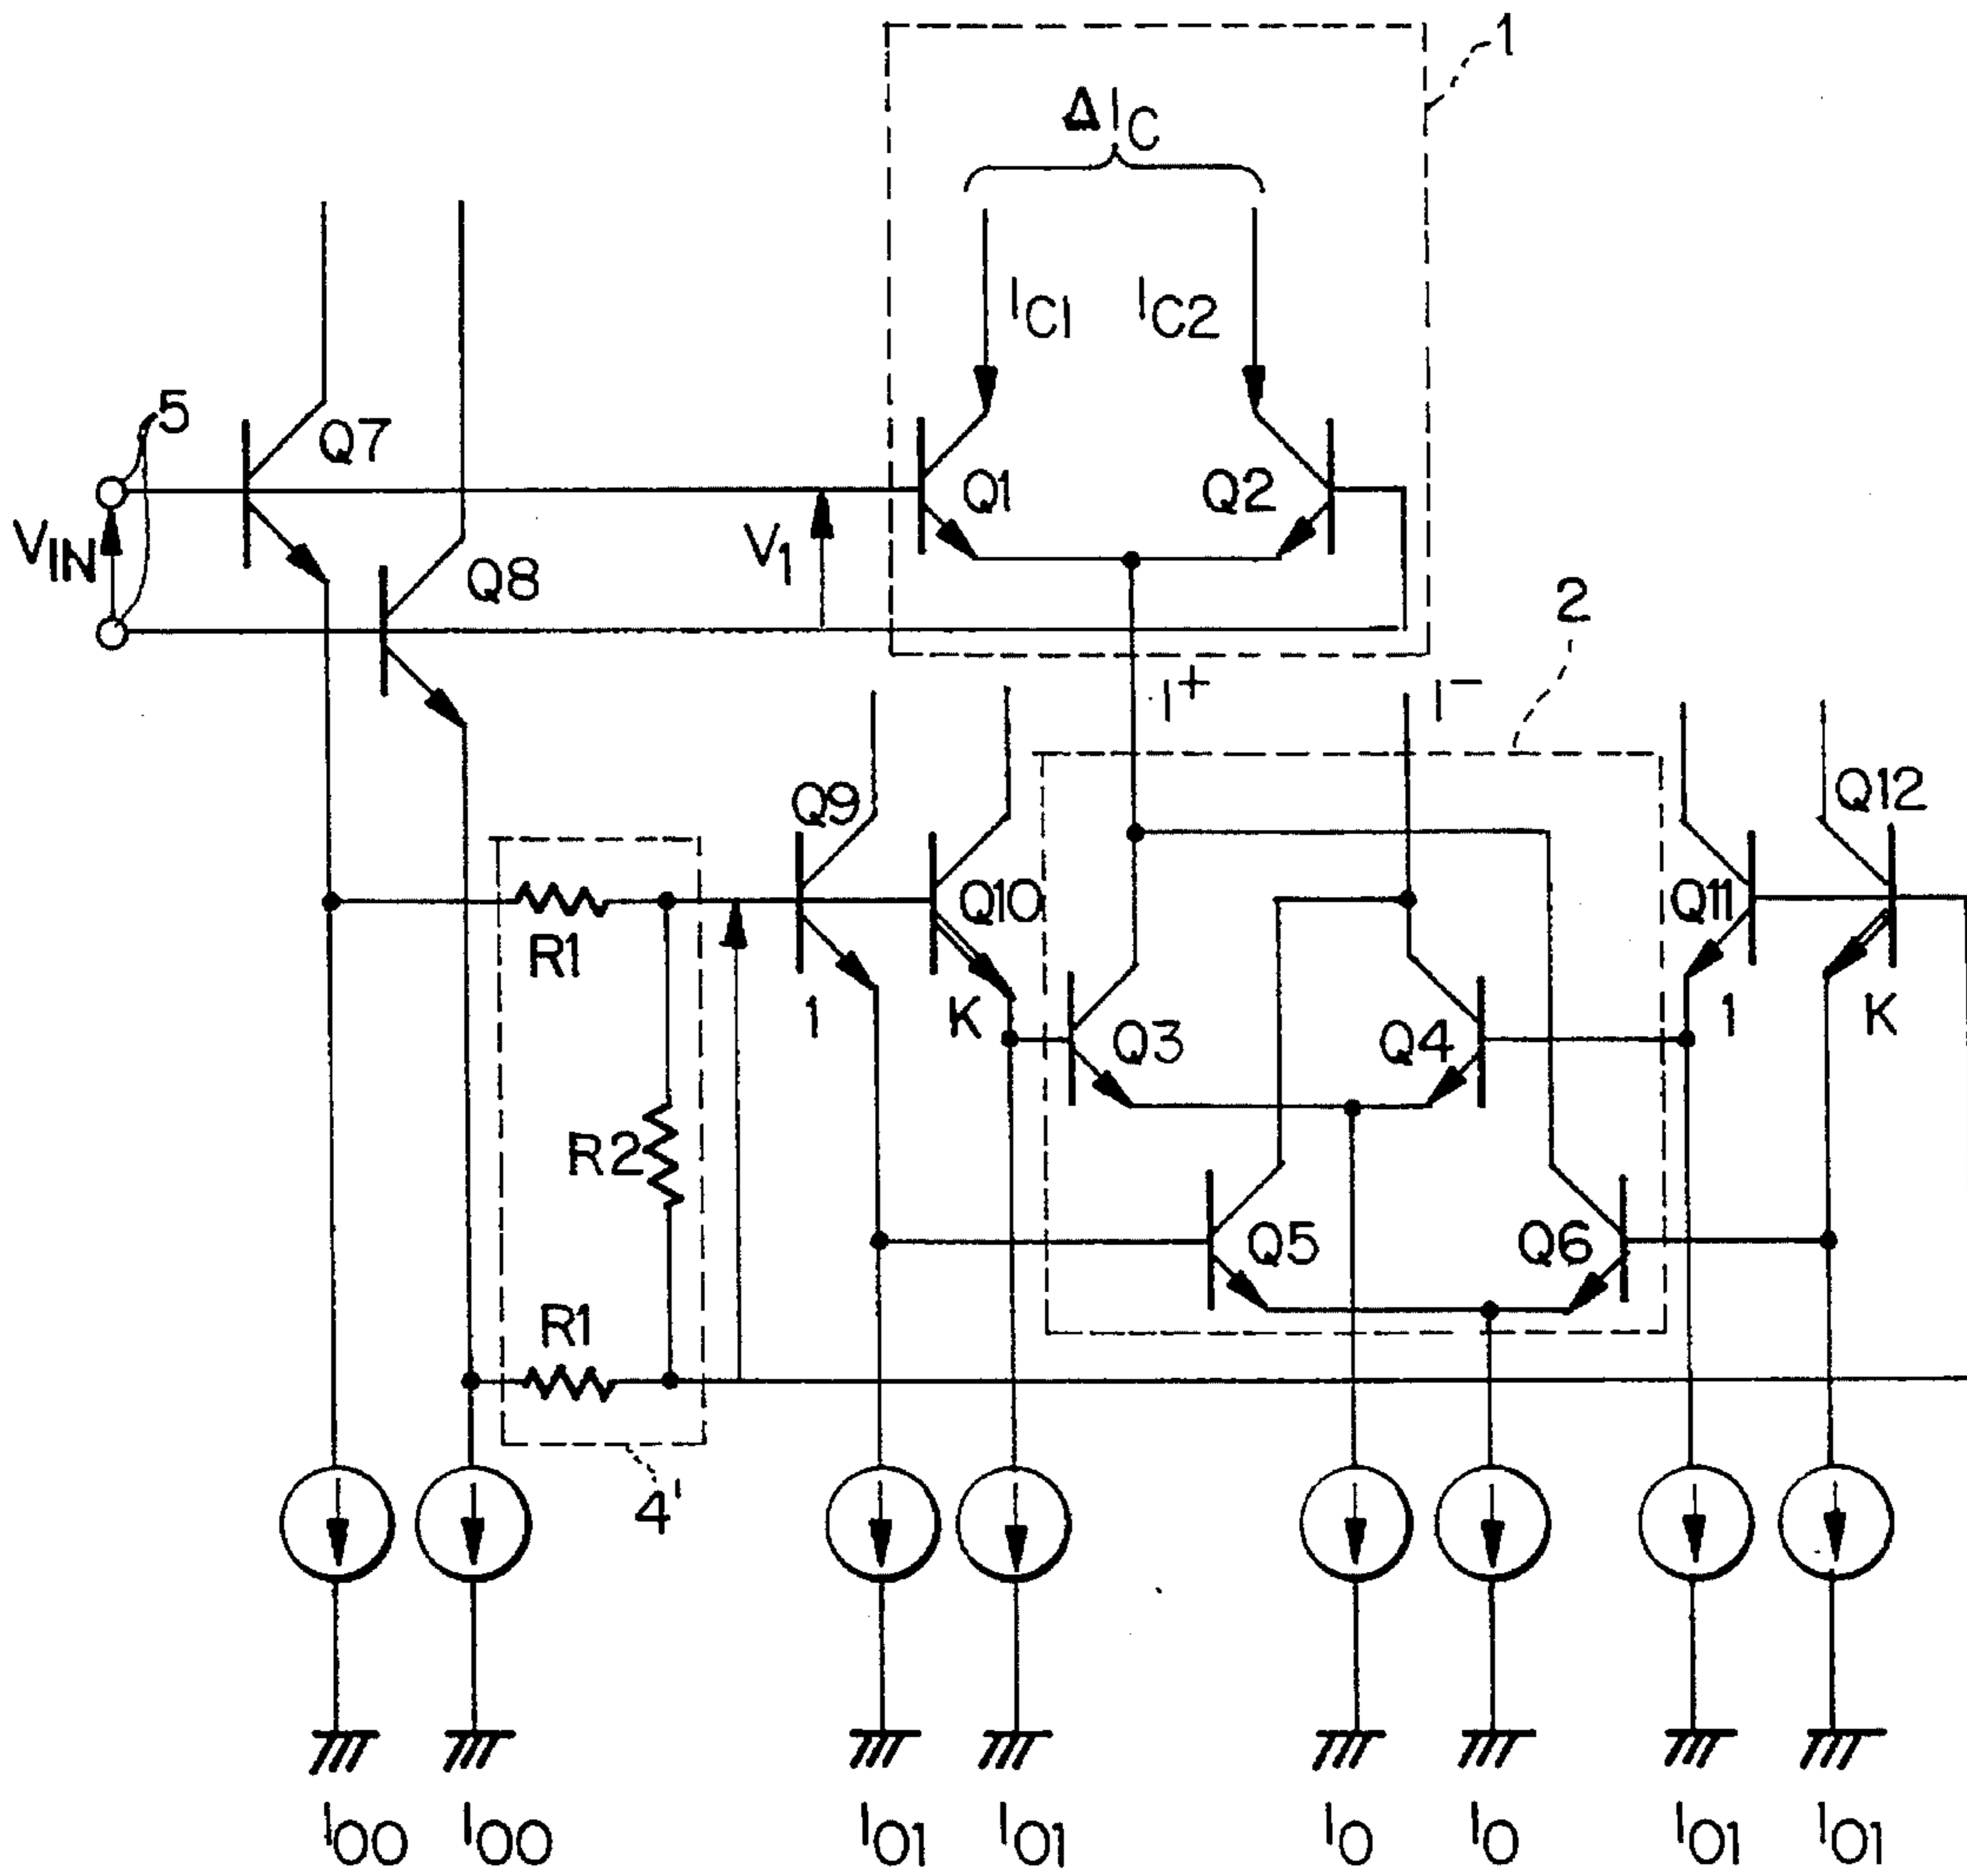 1
ΔIC
IC1 IC2
5
Q7
Q1 Q2
VIN
V1
Q8
2
I+ I−
Q9
Q12
Q10
Q11
R1
1 K
Q3 Q4
1 K
R2
Q5 Q6
R1
4'
I00 I00 I01 I01 I0 I0 I01 I01